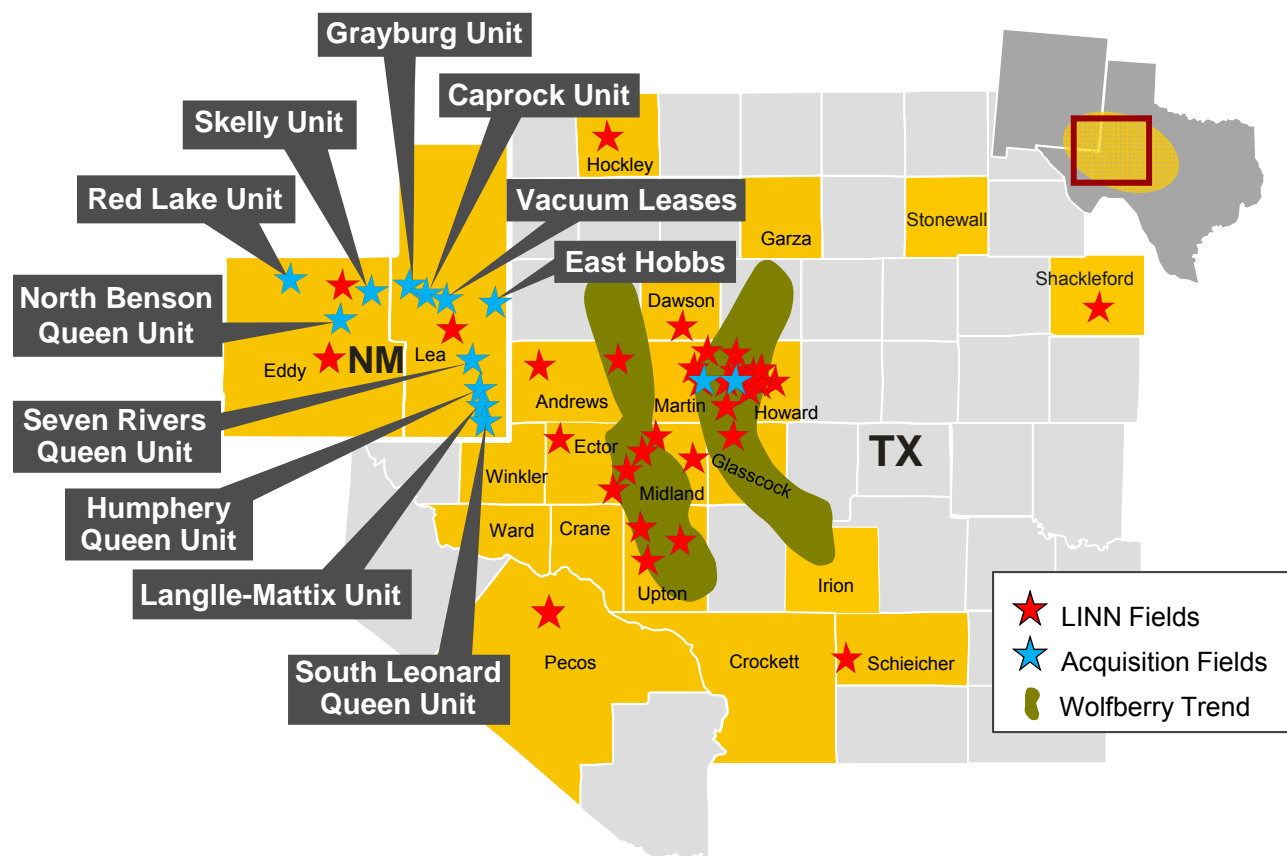 Grayburg Unit
Caprock Unit
Skelly Unit
Hockley
Red Lake Unit
Vacuum Leases
Stonewall
Garza
East Hobbs
Shackleford
North Benson
Queen Unit
Dawson
Lea
NM
Eddy
Andrews
Martin
Howard
Seven Rivers
Queen Unit
Ector
TX
Winkler
Glasscock
Midland
Humphery
Queen Unit
Ward
Crane
Irion
Upton
Langlle-Mattix Unit
LINN Fields
Pecos
Crockett
Schieicher
Acquisition Fields
South Leonard
Queen Unit
Wolfberry Trend